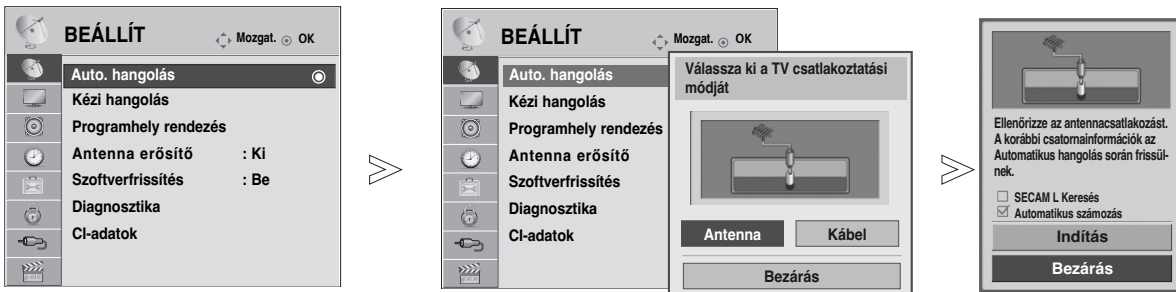 BEÁLLÍT
Mozgat. OK
Auto. hangolás
Kézi hangolás
Programhely rendezés
Antenna erősítő : Ki
Szoftverfrissítés : Be
Diagnosztika
CI-adatok
BEÁLLÍT
Mozgat. OK
Auto. hangolás
Kézi hangolás
Programhely rendezés
Antenna erősítő
Szoftverfrissítés
Diagnosztika
CI-adatok
Válassza ki a TV csatlakoztatási
módját
Antenna Kábel
Bezárás
Ellenőrizze az antennacsatlakozást.
A korábbi csatornainformációk az
Automatikus hangolás során frissül-
nek.
SECAM L Keresés
Automatikus számozás
Indítás
Bezárás